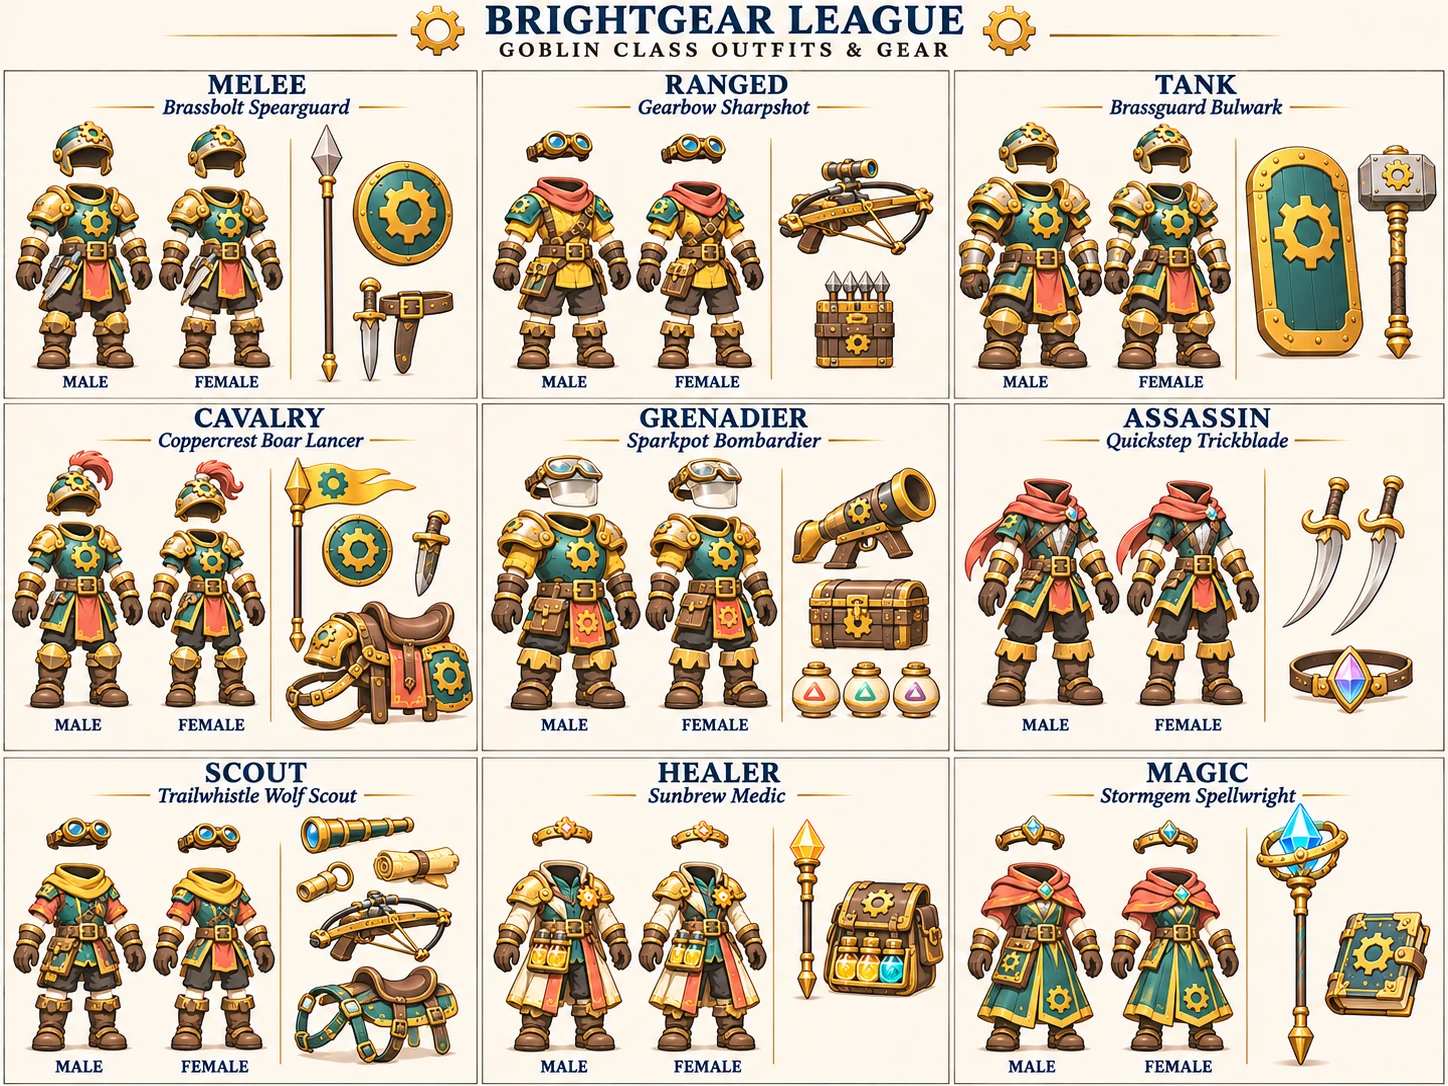 BRIGHTGEAR LEAGUE
GOBLIN CLASS OUTFITS & GEAR
MELEE
Brassbolt Spearguard
MALE
FEMALE
RANGED
Gearbow Sharpshot
MALE
FEMALE
TANK
Brassguard Bulwark
MALE
FEMALE
CAVALRY
Coppercrest Boar Lancer
MALE
FEMALE
GRENADIER
Sparkpot Bombardier
MALE
FEMALE
ASSASSIN
Quickstep Trickblade
MALE
FEMALE
SCOUT
Trailwhistle Wolf Scout
MALE
FEMALE
HEALER
Sunbrew Medic
MALE
FEMALE
MAGIC
Stormgem Spellwright
MALE
FEMALE